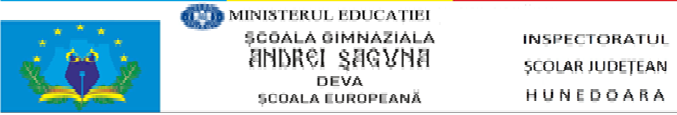 MINISTERUL EDUCAȚIEI
ȘCOALA GIMNAZIALĂ
ANDREI ȘAGUNA
DEVA
ȘCOALA EUROPEANĂ
INSPECTORATUL
ȘCOLAR JUDEȚEAN
HUNEDOARA